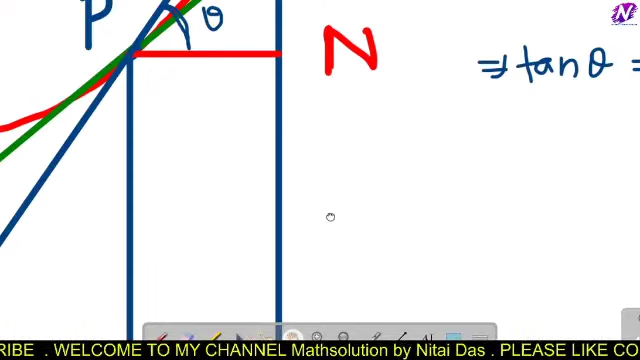 P
θ
N
⇒ tan θ =
N
RIBE . WELCOME TO MY CHANNEL Mathsolution by Nitai Das . PLEASE LIKE CO